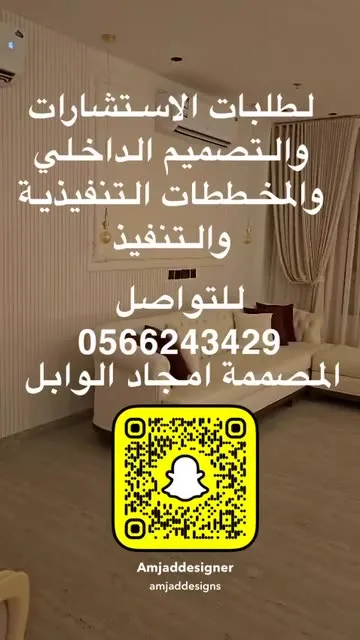 لطلبات الاستشارات
والتصميم الداخلي
والمخططات التنفيذية
والتنفيذ
للتواصل
0566243429
المصممة امجاد الوابل
Amjaddesigner
amjaddesigns